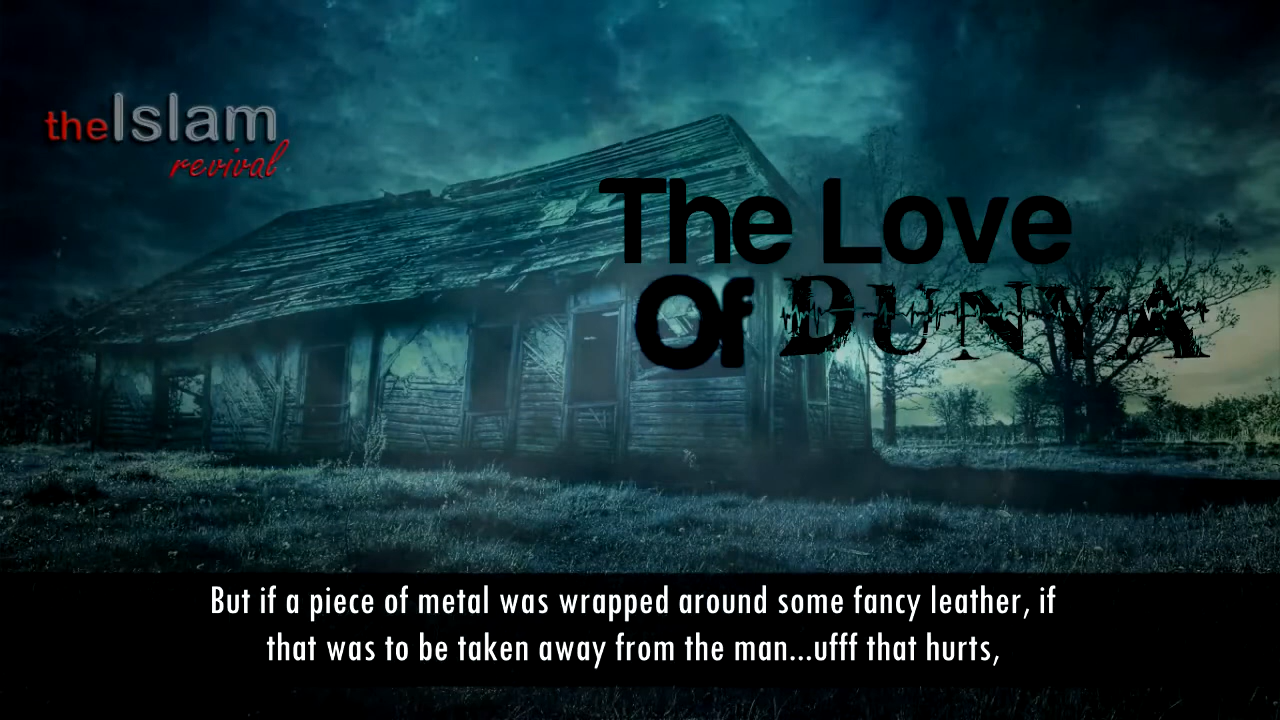 theIslam
revival
The Love
Of DUNYA
But if a piece of metal was wrapped around some fancy leather, if
that was to be taken away from the man...ufff that hurts,